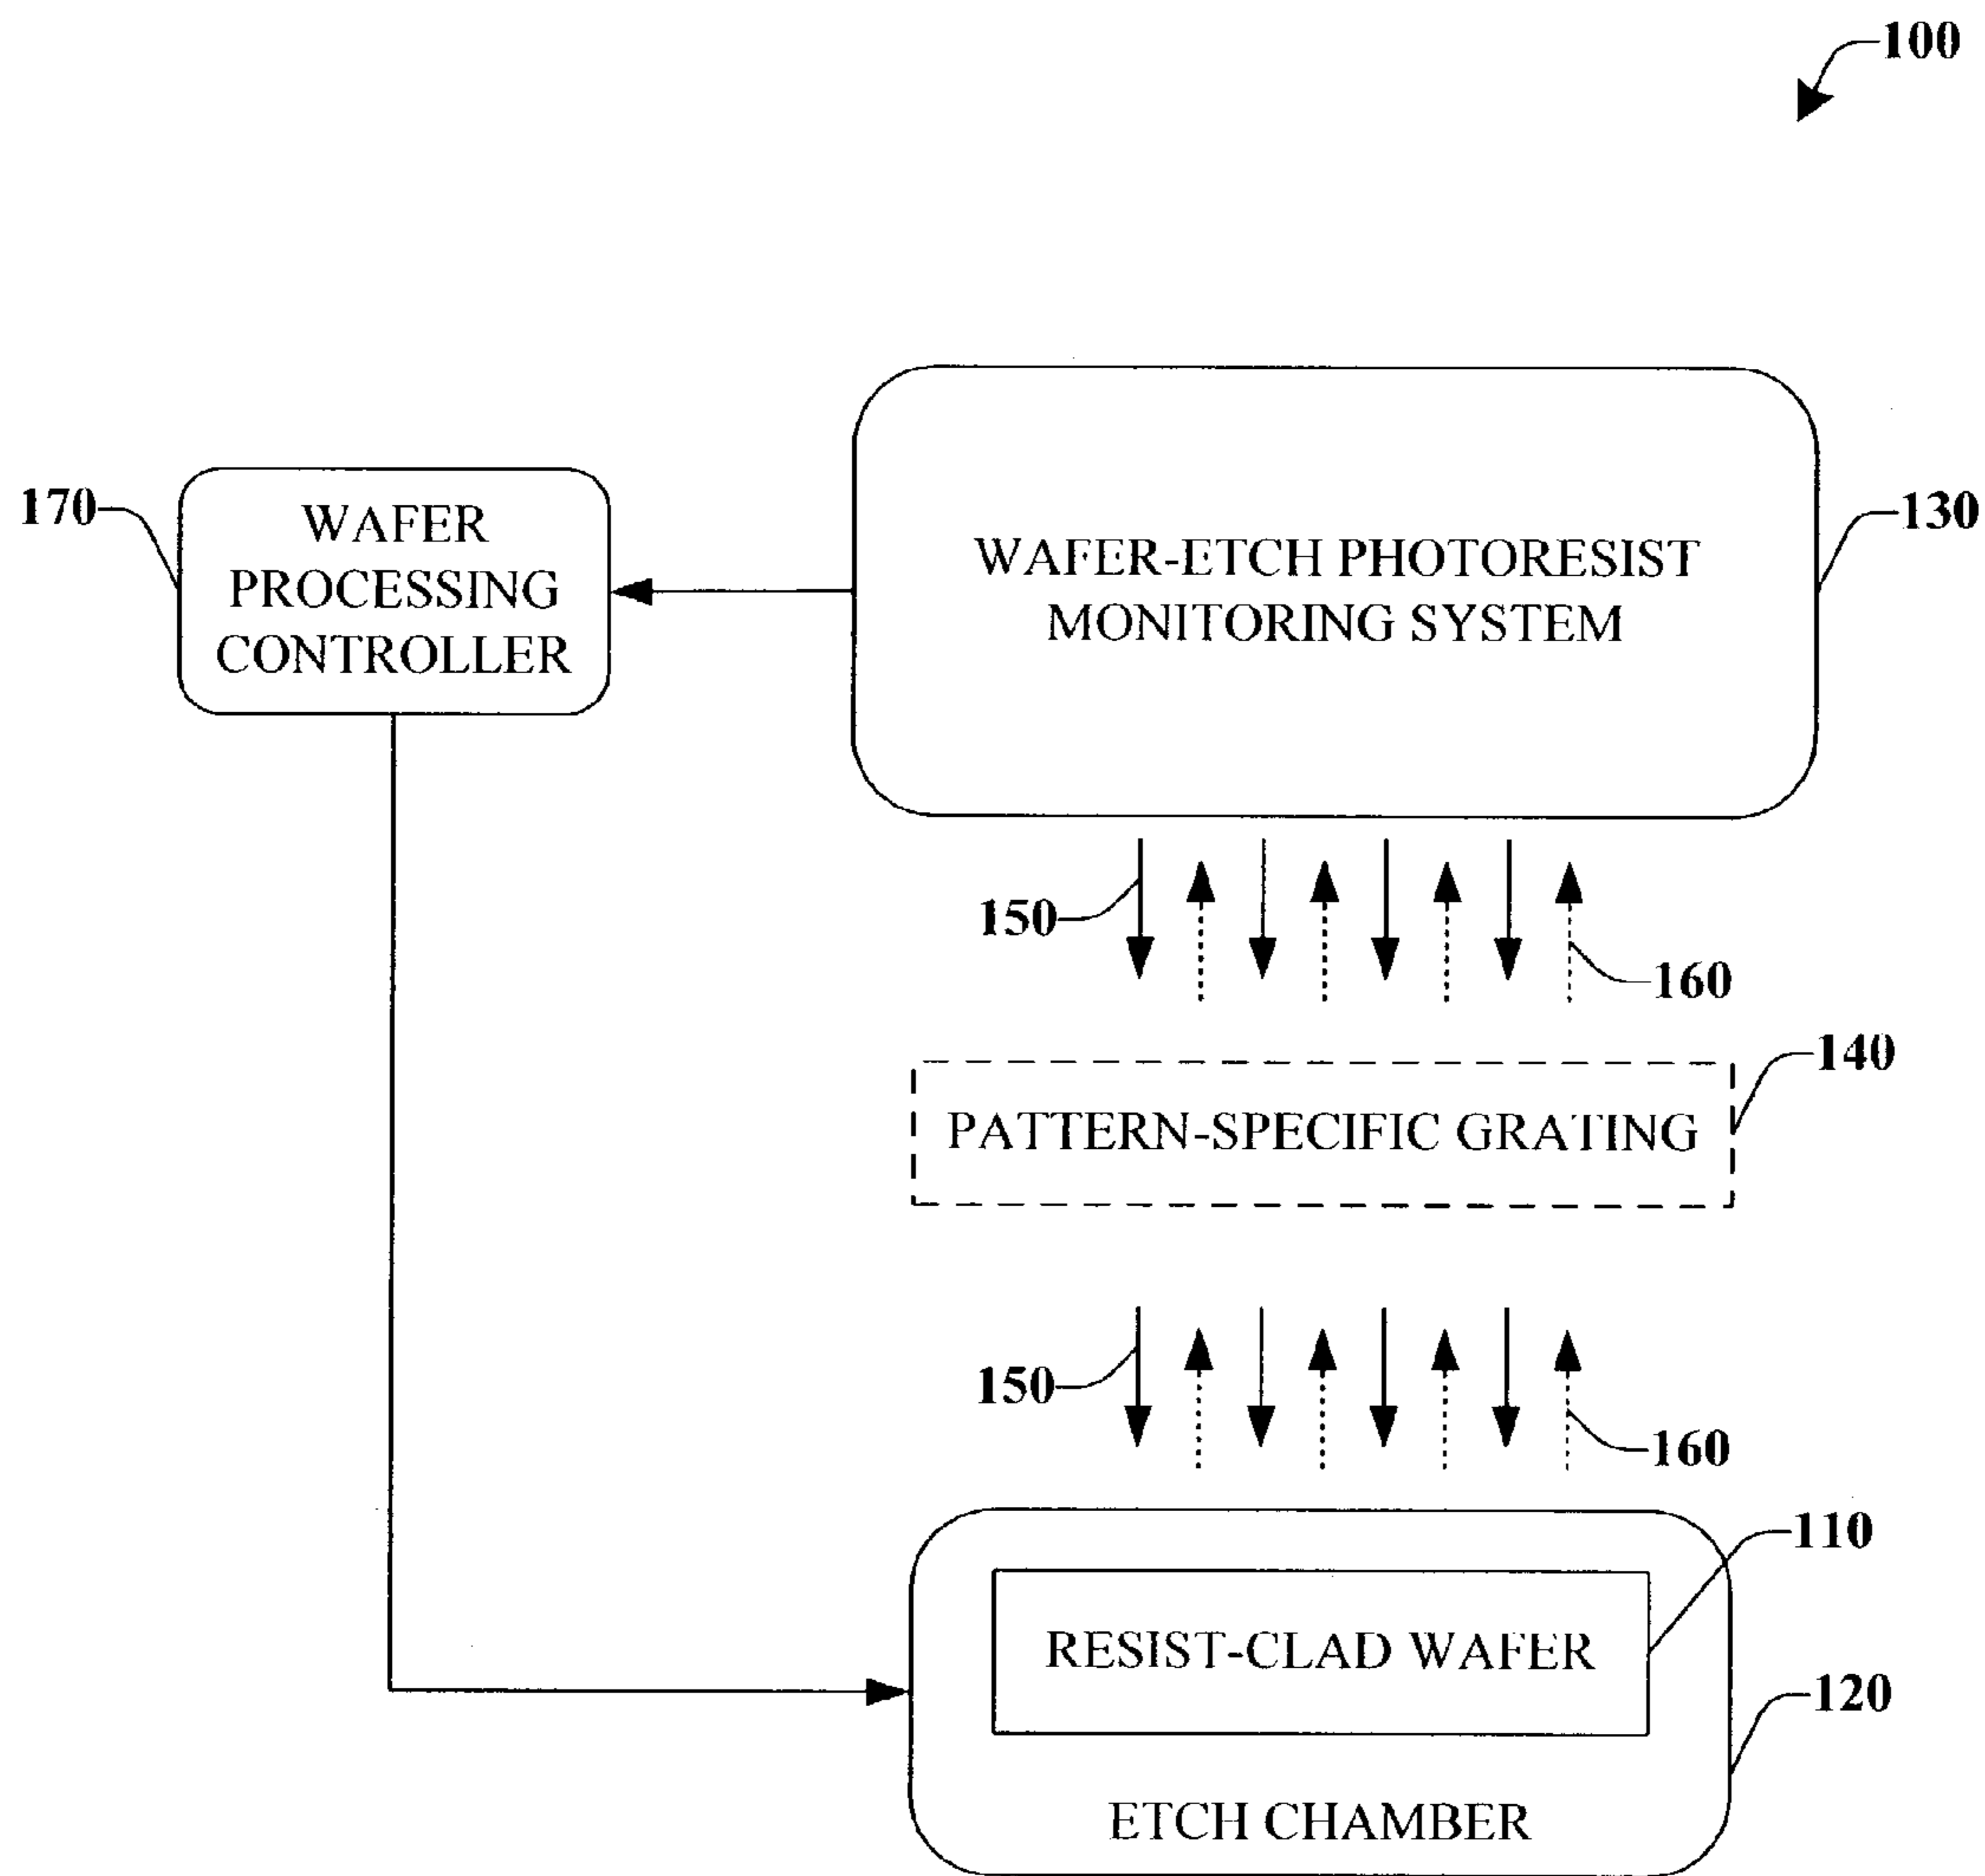 100
170
WAFER
PROCESSING
CONTROLLER
WAFER-ETCH PHOTORESIST
MONITORING SYSTEM
130
150
160
140
PATTERN-SPECIFIC GRATING
150
160
110
RESIST-CLAD WAFER
120
ETCH CHAMBER